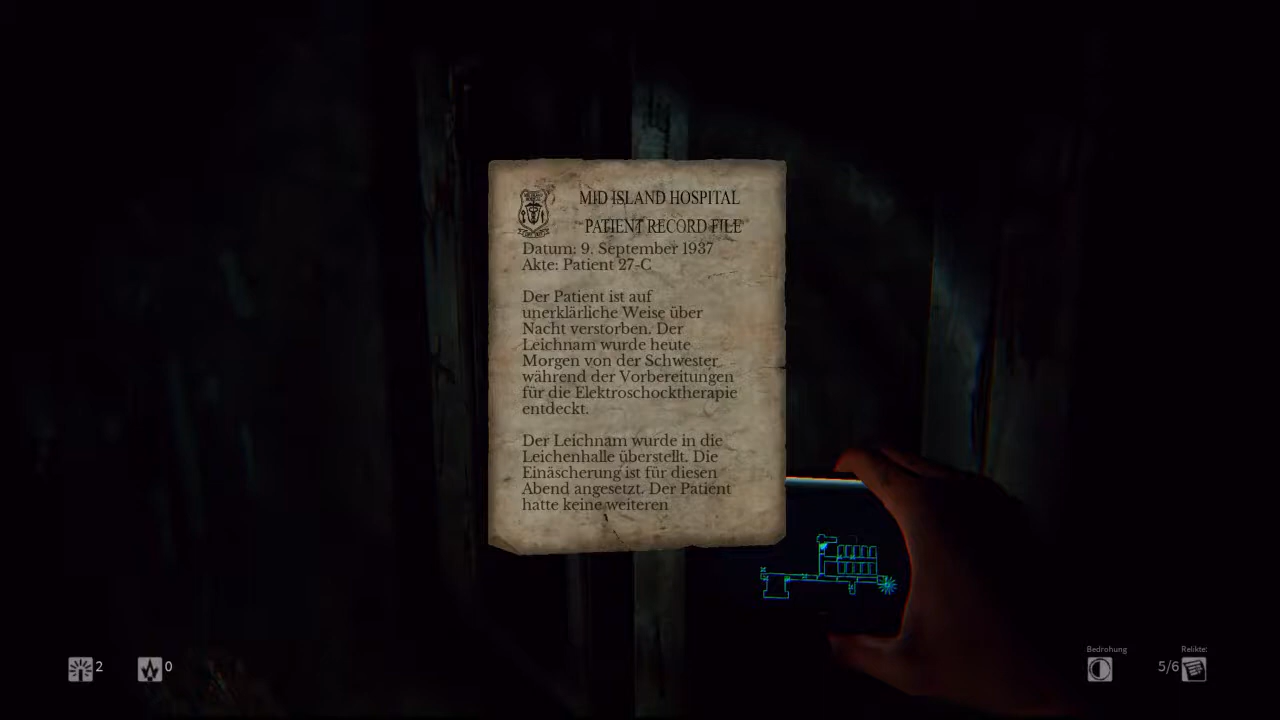 MID ISLAND HOSPITAL
PATIENT RECORD FILE
Datum: 9. September 1937
Akte: Patient 27-C
Der Patient ist auf
unerklärliche Weise über
Nacht verstorben. Der
Leichnam wurde heute
Morgen von der Schwester
während der Vorbereitungen
für die Elektroschocktherapie
entdeckt.
Der Leichnam wurde in die
Leichenhalle überstellt. Die
Einäscherung ist für diesen
Abend angesetzt. Der Patient
hatte keine weiteren
2
0
Bedrohung
Relikte:
5/6